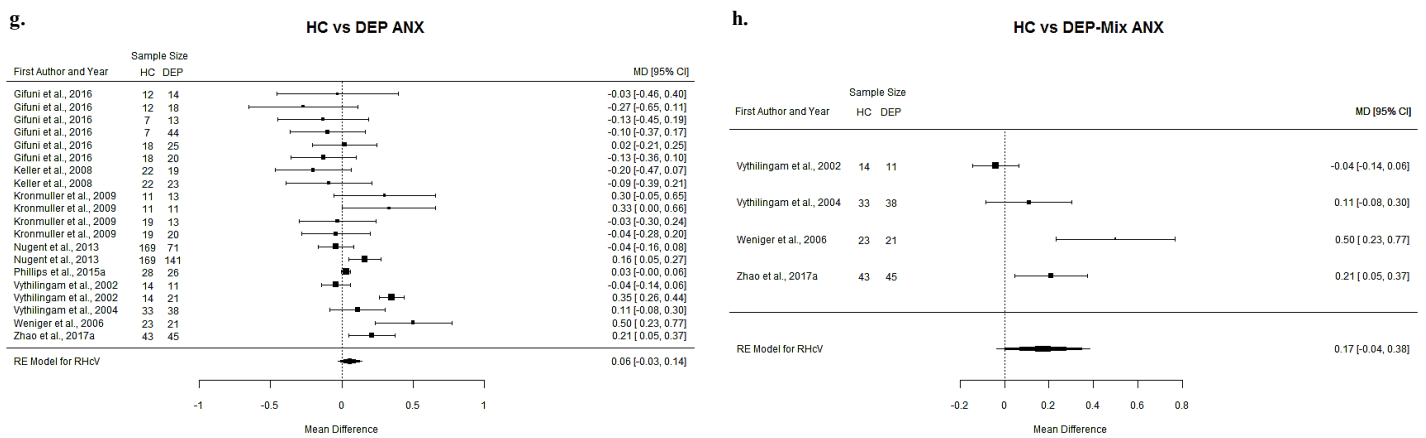 g.
HC vs DEP ANX
Sample Size
First Author and Year HC DEP MD [95% CI]
Gifuni et al., 2016 12 14 -0.03 [-0.46, 0.40]
Gifuni et al., 2016 12 18 -0.27 [-0.65, 0.11]
Gifuni et al., 2016 7 13 -0.13 [-0.45, 0.19]
Gifuni et al., 2016 7 44 -0.10 [-0.37, 0.17]
Gifuni et al., 2016 18 25 0.02 [-0.21, 0.25]
Gifuni et al., 2016 18 20 -0.13 [-0.36, 0.10]
Keller et al., 2008 22 19 -0.20 [-0.47, 0.07]
Keller et al., 2008 22 23 -0.09 [-0.39, 0.21]
Kronmuller et al., 2009 11 13 0.30 [-0.05, 0.65]
Kronmuller et al., 2009 11 11 0.33 [ 0.00, 0.66]
Kronmuller et al., 2009 19 13 -0.03 [-0.30, 0.24]
Kronmuller et al., 2009 19 20 -0.04 [-0.28, 0.20]
Nugent et al., 2013 169 71 -0.04 [-0.16, 0.08]
Nugent et al., 2013 169 141 0.16 [ 0.05, 0.27]
Phillips et al., 2015a 28 26 0.03 [-0.00, 0.06]
Vythilingam et al., 2002 14 11 -0.04 [-0.14, 0.06]
Vythilingam et al., 2002 14 21 0.35 [ 0.26, 0.44]
Vythilingam et al., 2004 33 38 0.11 [-0.08, 0.30]
Weniger et al., 2006 23 21 0.50 [ 0.23, 0.77]
Zhao et al., 2017a 43 45 0.21 [ 0.05, 0.37]
RE Model for RHcV 0.06 [-0.03, 0.14]
-1 -0.5 0 0.5 1
Mean Difference
h.
HC vs DEP-Mix ANX
Sample Size
First Author and Year HC DEP MD [95% CI]
Vythilingam et al., 2002 14 11 -0.04 [-0.14, 0.06]
Vythilingam et al., 2004 33 38 0.11 [-0.08, 0.30]
Weniger et al., 2006 23 21 0.50 [ 0.23, 0.77]
Zhao et al., 2017a 43 45 0.21 [ 0.05, 0.37]
RE Model for RHcV 0.17 [-0.04, 0.38]
-0.2 0 0.2 0.4 0.6 0.8
Mean Difference